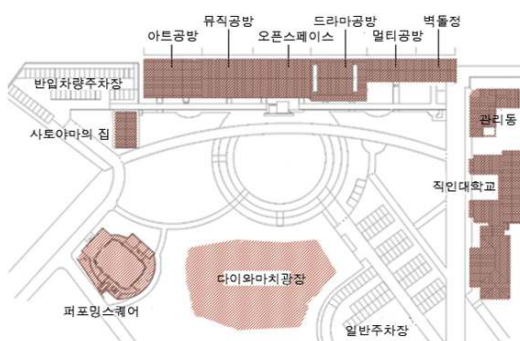 뮤직공방
드라마공방
벽돌정
아트공방
오픈스페이스
멀티공방
반입차량주차장
사토야마의 집
관리동
직인대학교
다이와마치광장
퍼포밍스퀘어
일반주차장